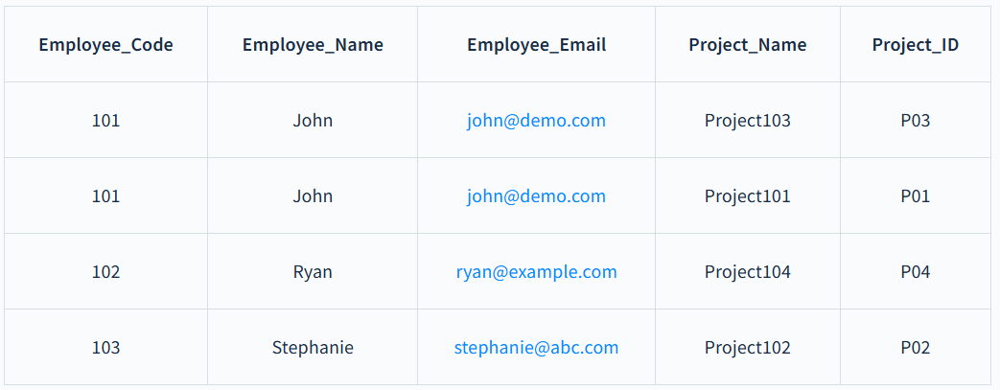 Employee_Code Employee_Name Employee_Email Project_Name Project_ID
101 John john@demo.com Project103 P03
101 John john@demo.com Project101 P01
102 Ryan ryan@example.com Project104 P04
103 Stephanie stephanie@abc.com Project102 P02